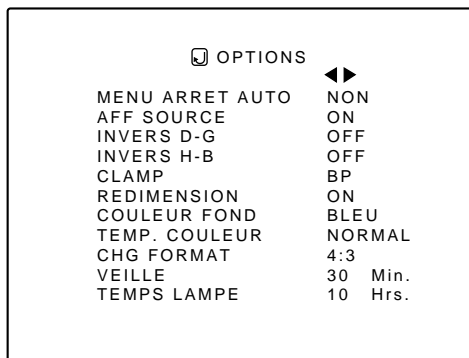 OPTIONS
MENU ARRET AUTO NON
AFF SOURCE ON
INVERS D-G OFF
INVERS H-B OFF
CLAMP BP
REDIMENSION ON
COULEUR FOND BLEU
TEMP. COULEUR NORMAL
CHG FORMAT 4:3
VEILLE 30 Min.
TEMPS LAMPE 10 Hrs.